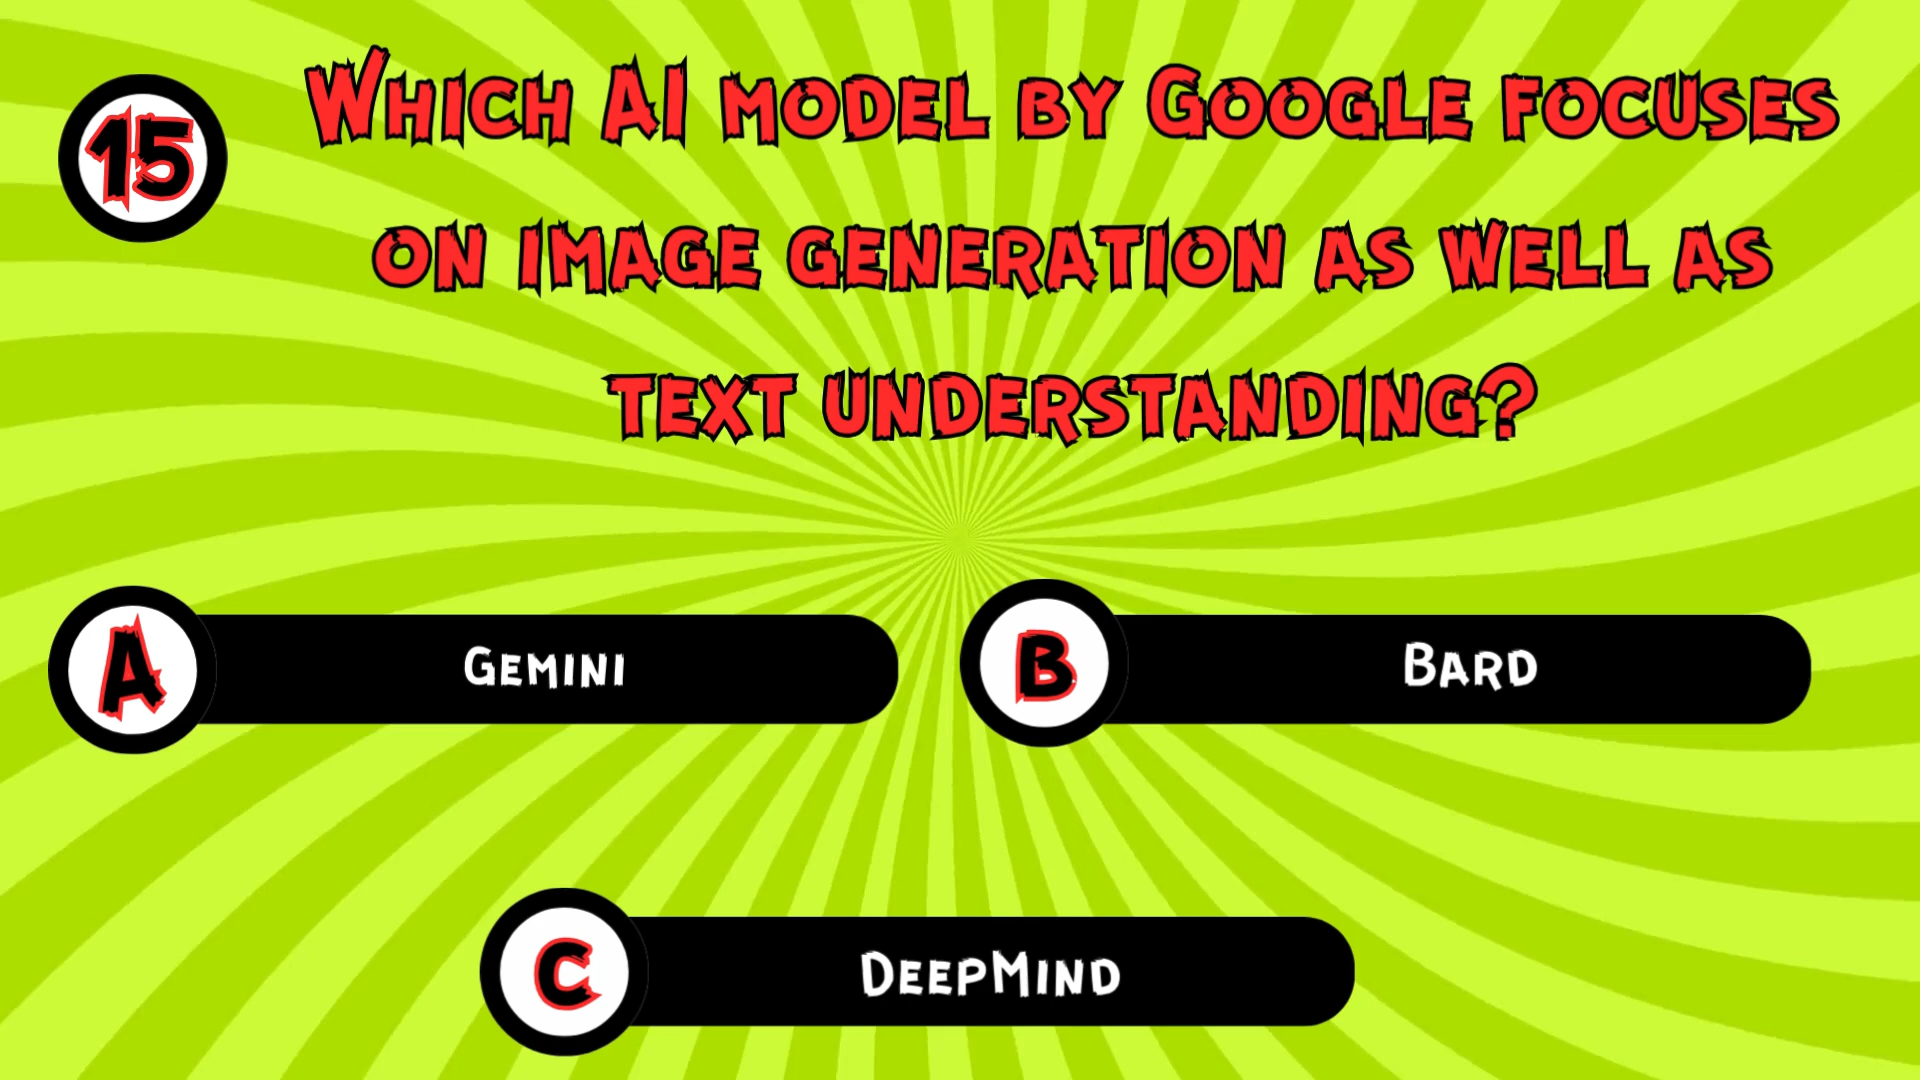 15
Which AI model by Google focuses
on image generation as well as
text understanding?
A Gemini
B Bard
C DeepMind